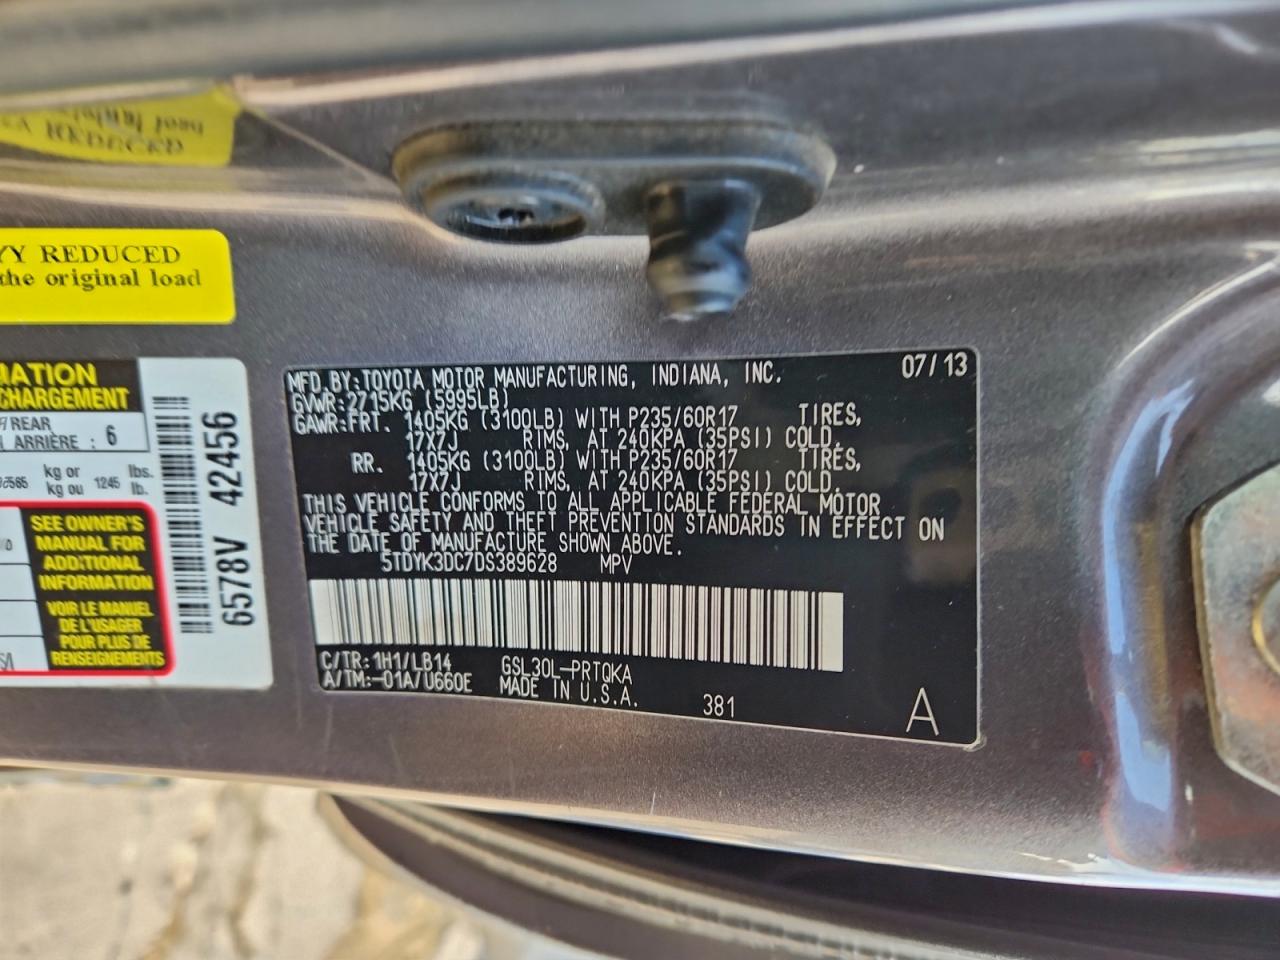 YY REDUCED
the original load
MATION
CHARGEMENT
/REAR
ARRIÈRE : 6
kg or lbs.
kg ou 1245 lb.
SEE OWNER'S
MANUAL FOR
ADDITIONAL
INFORMATION
VOIR LE MANUEL
DE L'USAGER
POUR PLUS DE
RENSEIGNEMENTS
6578V 42456
MFD. BY: TOYOTA MOTOR MANUFACTURING, INDIANA, INC. 07/13
GVWR: 2715KG (5995LB)
GAWR: FRT. 1405KG (3100LB) WITH P235/60R17 TIRES,
17X7J RIMS, AT 240KPA (35PSI) COLD.
RR. 1405KG (3100LB) WITH P235/60R17 TIRES,
17X7J RIMS, AT 240KPA (35PSI) COLD.
THIS VEHICLE CONFORMS TO ALL APPLICABLE FEDERAL MOTOR
VEHICLE SAFETY AND THEFT PREVENTION STANDARDS IN EFFECT ON
THE DATE OF MANUFACTURE SHOWN ABOVE.
5TDYK3DC7DS389628 MPV
C/TR: 1H1/LB14 GSL30L-PRTQKA
A/TM: -01A/U660E MADE IN U.S.A. 381 A